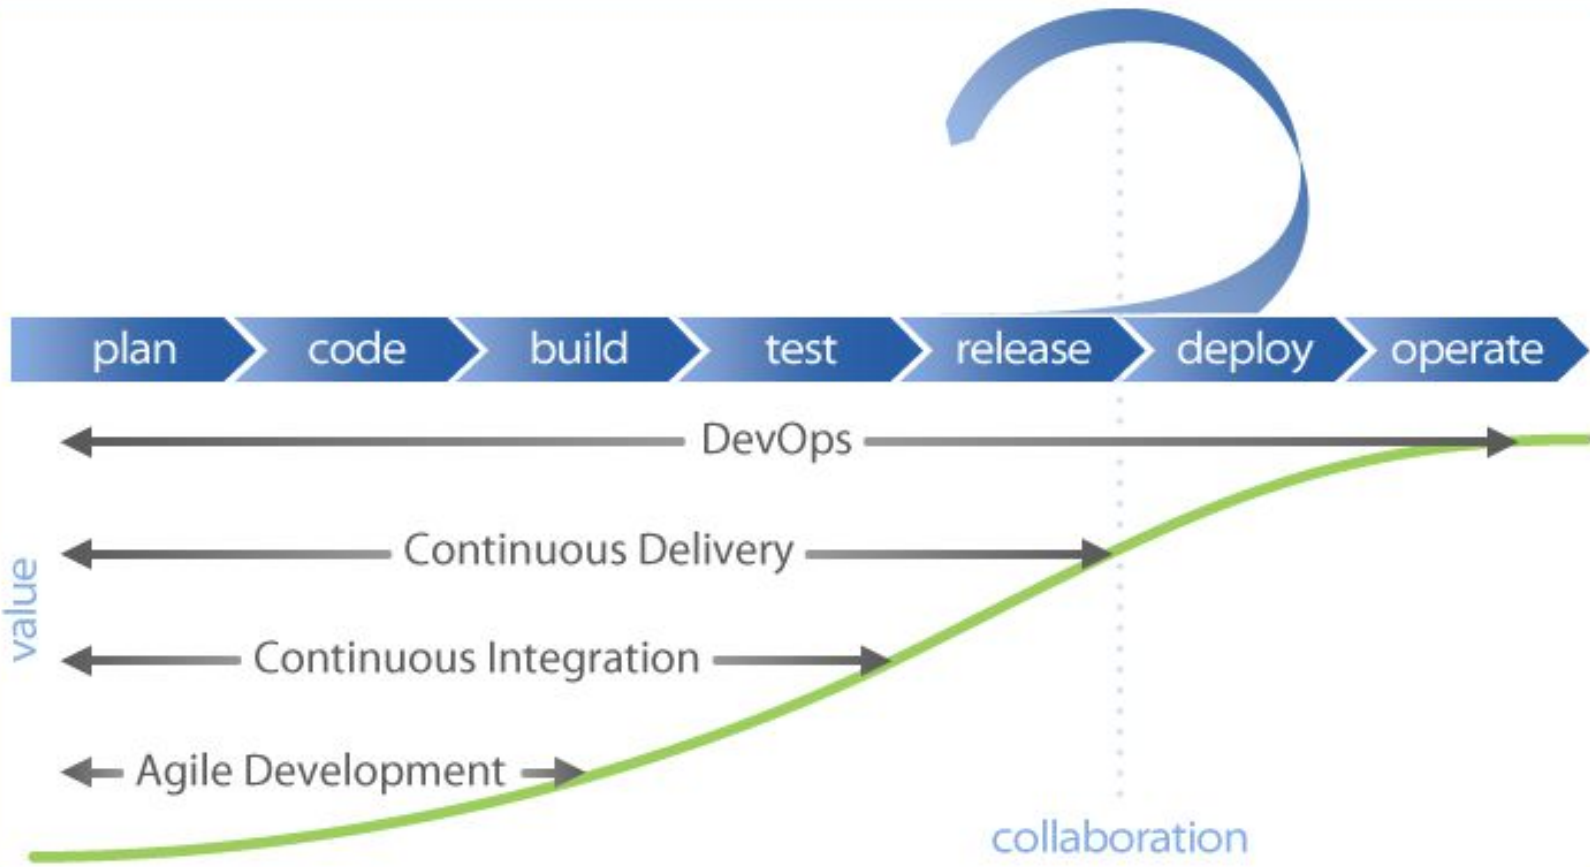 plan code build test release deploy operate
DevOps
Continuous Delivery
value
Continuous Integration
Agile Development
collaboration